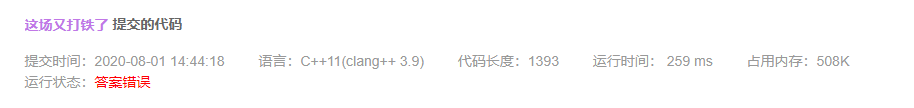 这场又打铁了 提交的代码
提交时间：2020-08-01 14:44:18 语言：C++11(clang++ 3.9) 代码长度：1393 运行时间： 259 ms 占用内存：508K
运行状态：答案错误